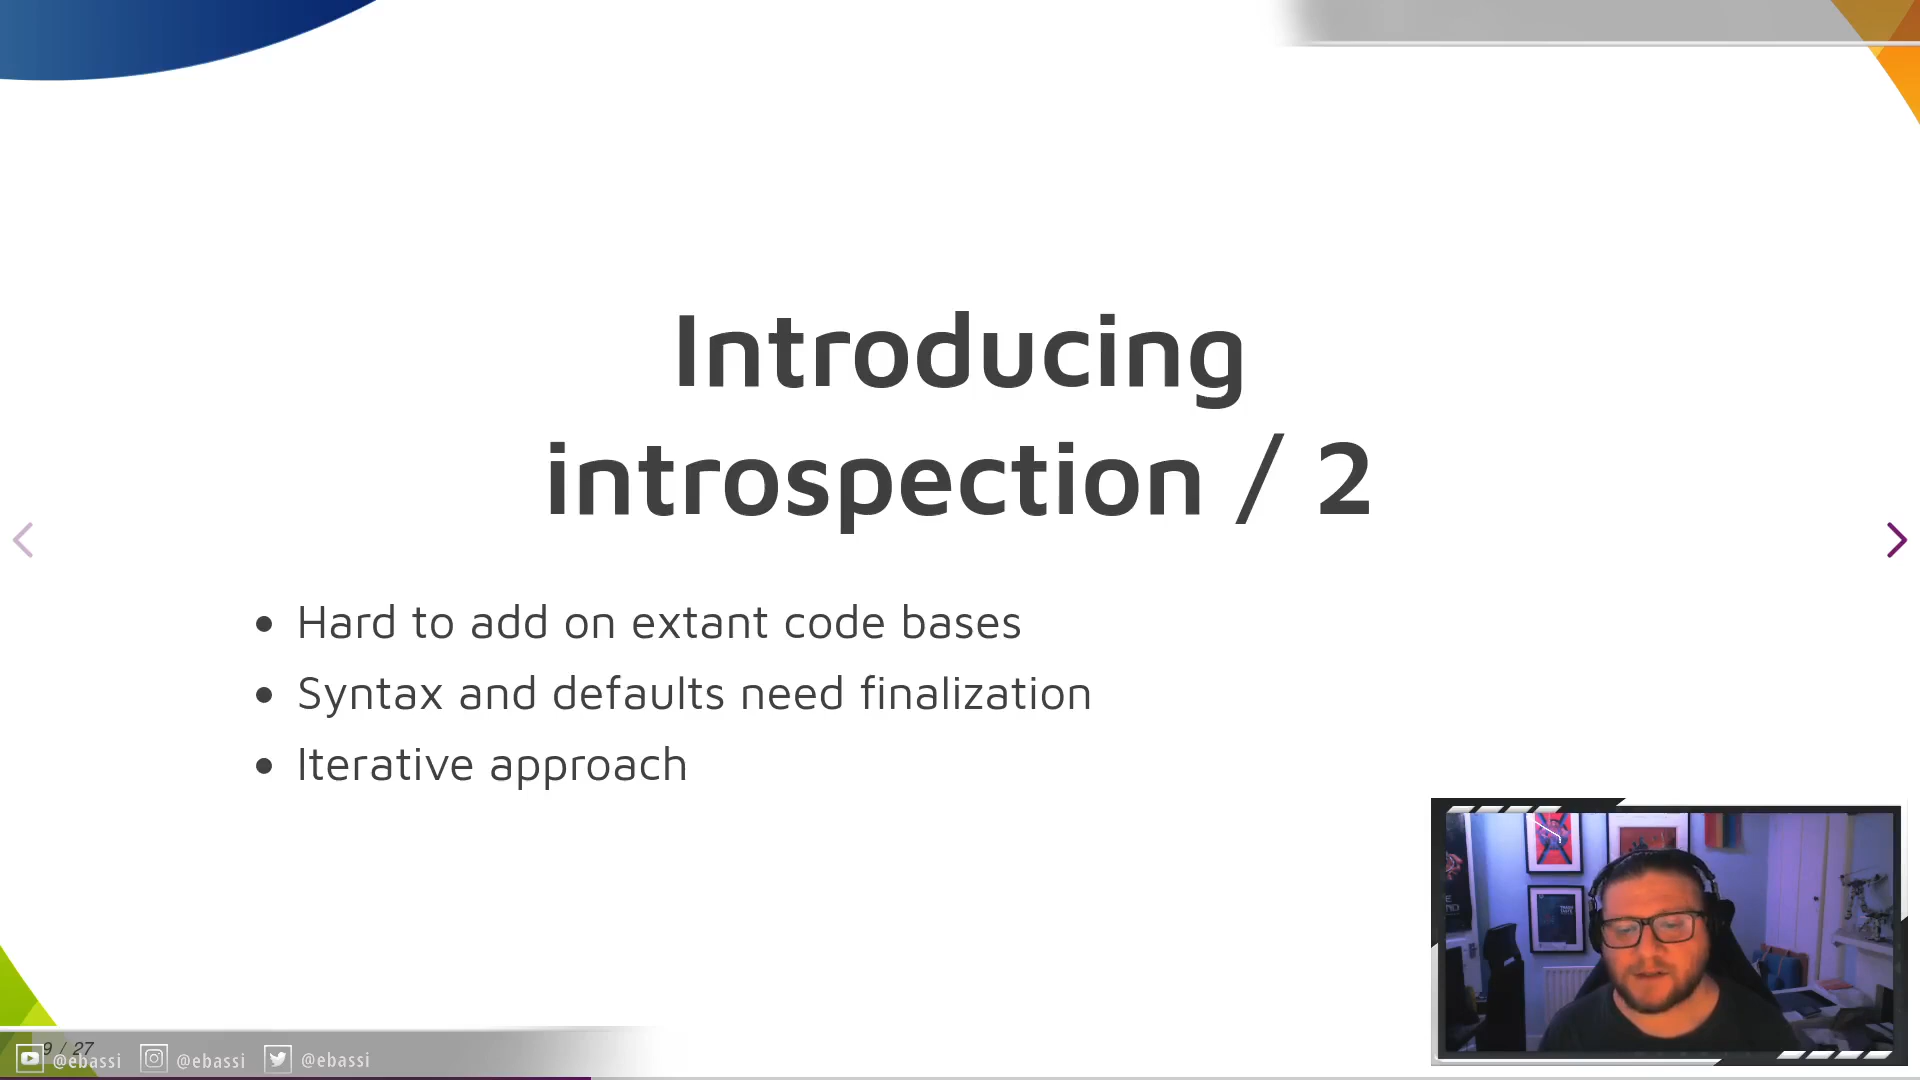 Introducing
introspection / 2
Hard to add on extant code bases
Syntax and defaults need finalization
Iterative approach
9 / 27
@ebassi
@ebassi
@ebassi